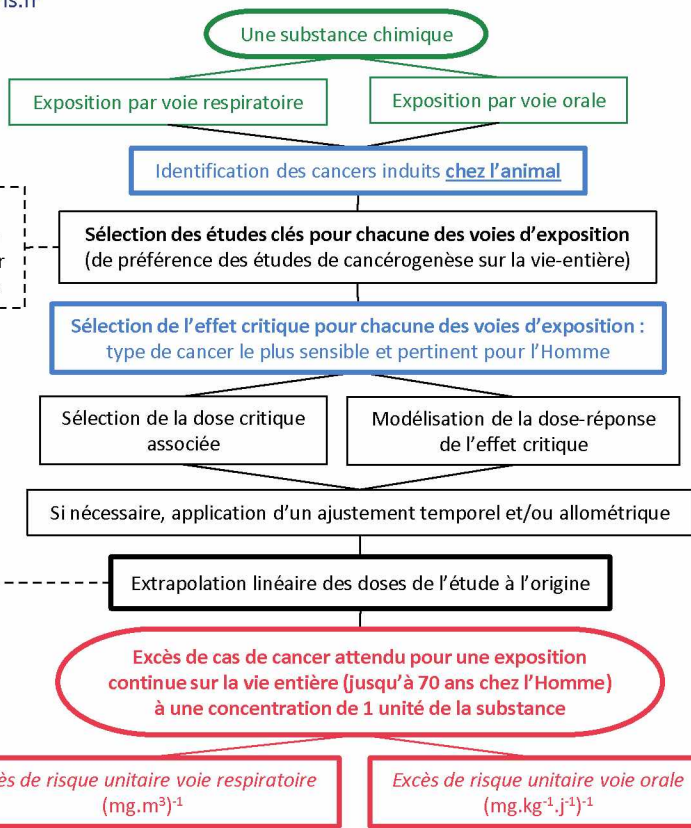 ns.fr
Une substance chimique
Exposition par voie respiratoire
Exposition par voie orale
Identification des cancers induits chez l'animal
Sélection des études clés pour chacune des voies d'exposition
(de préférence des études de cancérogenèse sur la vie-entière)
r
Sélection de l'effet critique pour chacune des voies d'exposition :
type de cancer le plus sensible et pertinent pour l'Homme
Sélection de la dose critique
associée
Modélisation de la dose-réponse
de l'effet critique
Si nécessaire, application d'un ajustement temporel et/ou allométrique
Extrapolation linéaire des doses de l'étude à l'origine
Excès de cas de cancer attendu pour une exposition
continue sur la vie entière (jusqu'à 70 ans chez l'Homme)
à une concentration de 1 unité de la substance
ès de risque unitaire voie respiratoire
(mg.m³)⁻¹
Excès de risque unitaire voie orale
(mg.kg⁻¹.j⁻¹)⁻¹